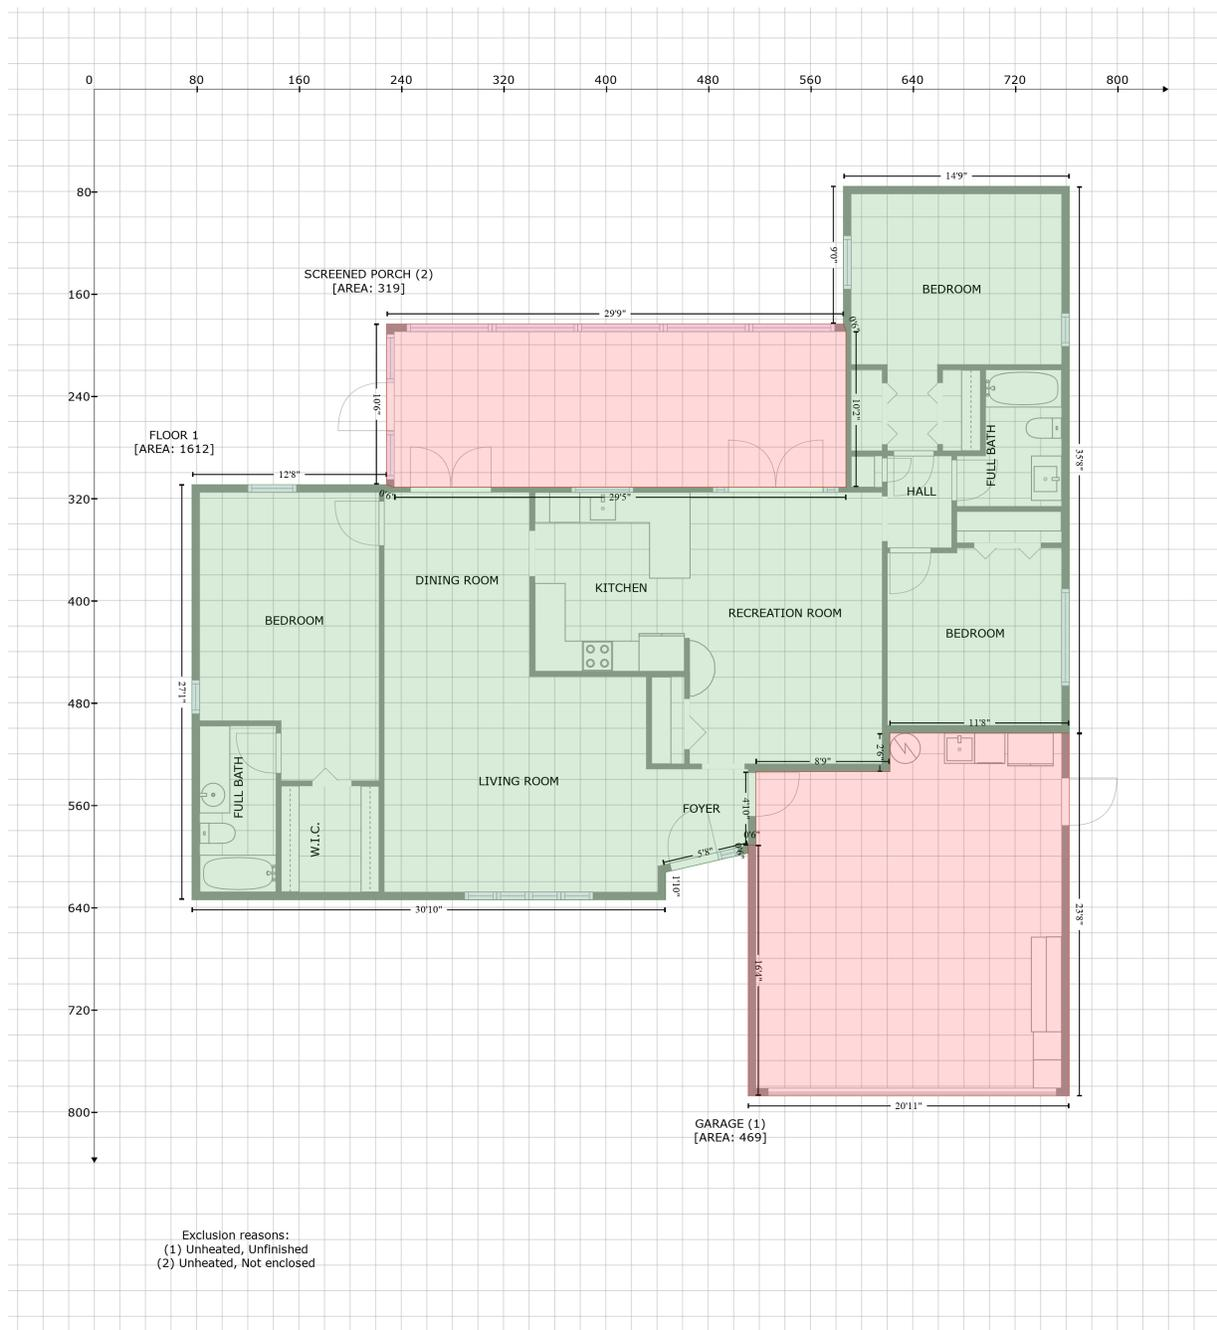 0 80 160 240 320 400 480 560 640 720 800
14'9"
80
9'0"
SCREENED PORCH (2)
[AREA: 319]
160
BEDROOM
29'9"
0'6"
240
10'6"
10'2"
FLOOR 1
[AREA: 1612]
FULL BATH
35'8"
12'8"
HALL
320
0'6"
29'5"
DINING ROOM
KITCHEN
400
BEDROOM
RECREATION ROOM
BEDROOM
27'1"
480
11'8"
2'6"
8'9"
LIVING ROOM
FULL BATH
560
FOYER
4'10"
W.I.C.
0'6"
5'8"
0'6"
1'10"
640
30'10"
23'8"
16'4"
720
800
20'11"
GARAGE (1)
[AREA: 469]
Exclusion reasons:
(1) Unheated, Unfinished
(2) Unheated, Not enclosed